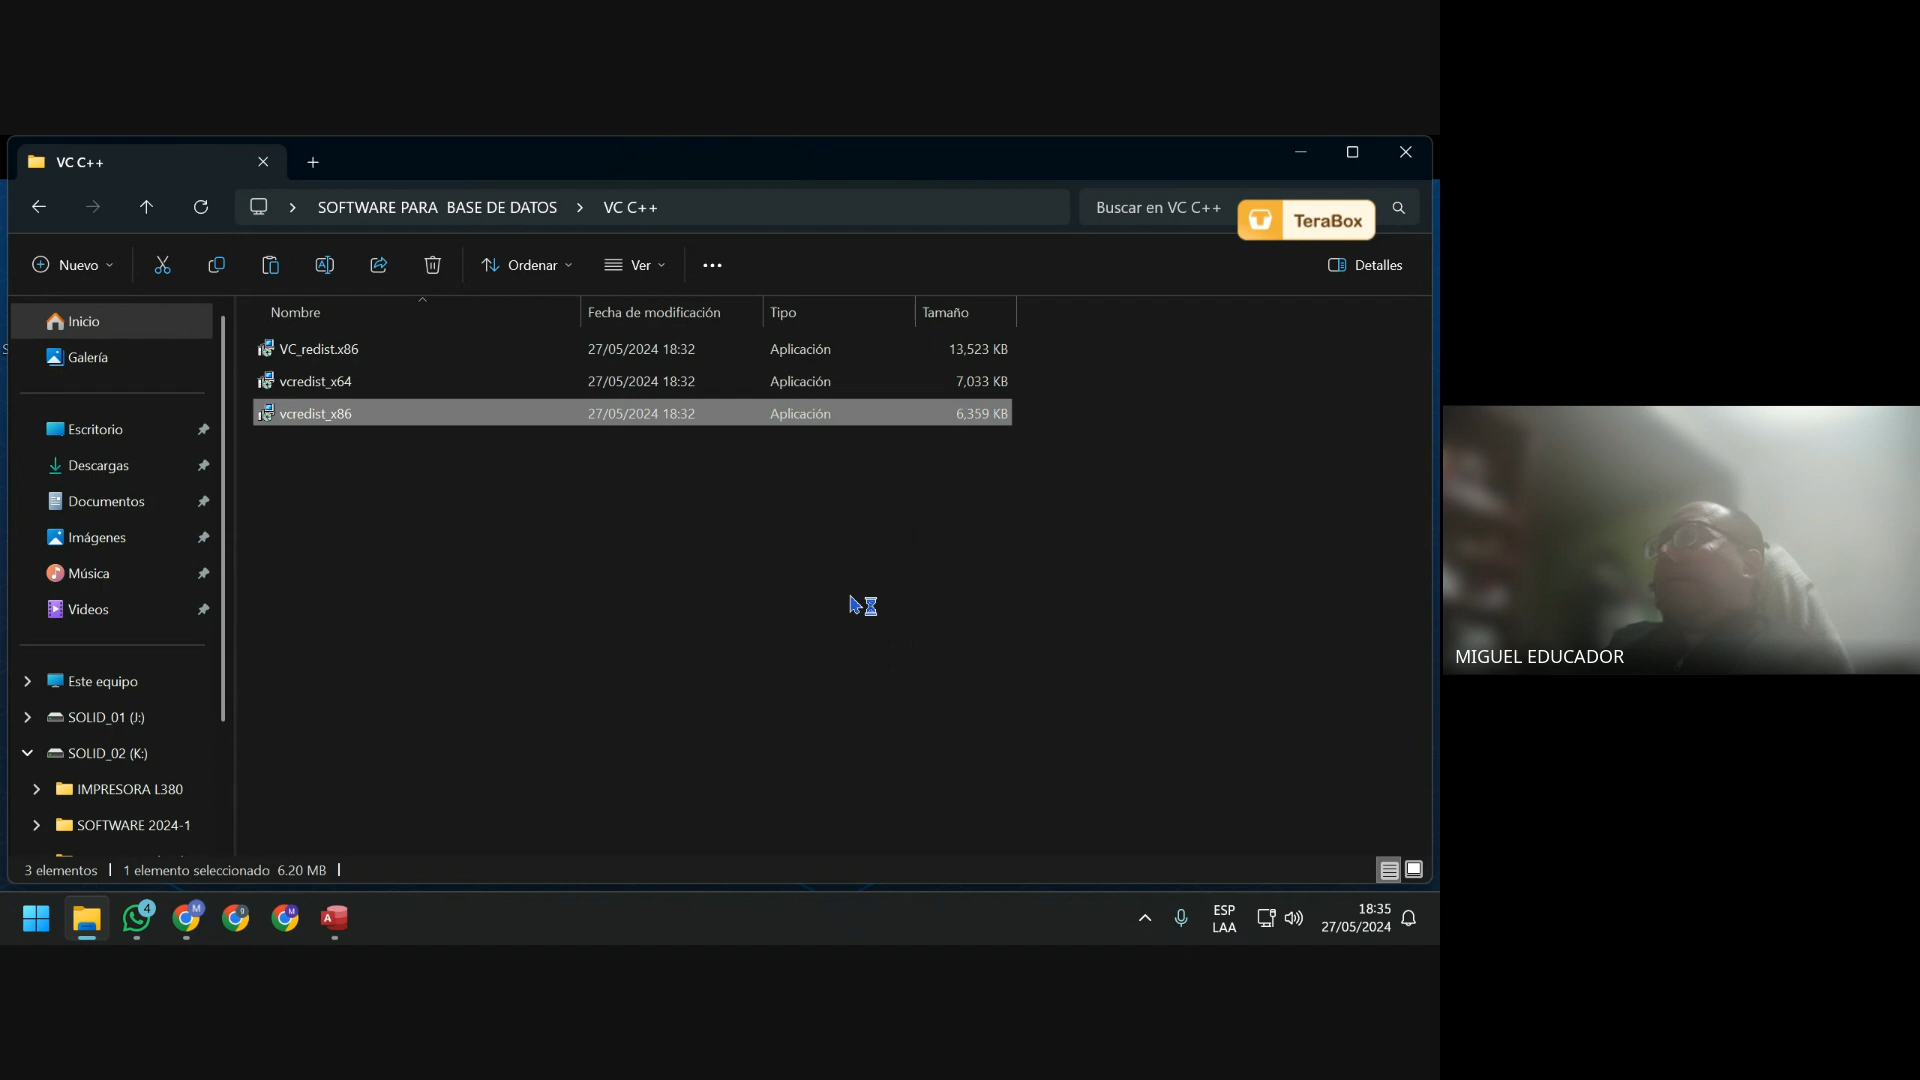 VC C++
SOFTWARE PARA BASE DE DATOS
VC C++
Buscar en VC C++
TeraBox
Nuevo
Ordenar
Ver
Detalles
Inicio
Galería
Escritorio
Descargas
Documentos
Imágenes
Música
Videos
Este equipo
SOLID_01 (J:)
SOLID_02 (K:)
IMPRESORA L380
SOFTWARE 2024-1
Nombre Fecha de modificación Tipo Tamaño
VC_redist.x86 27/05/2024 18:32 Aplicación 13,523 KB
vcredist_x64 27/05/2024 18:32 Aplicación 7,033 KB
vcredist_x86 27/05/2024 18:32 Aplicación 6,359 KB
3 elementos 1 elemento seleccionado 6.20 MB
4
M
g
M
A
ESP
LAA
18:35
27/05/2024
MIGUEL EDUCADOR